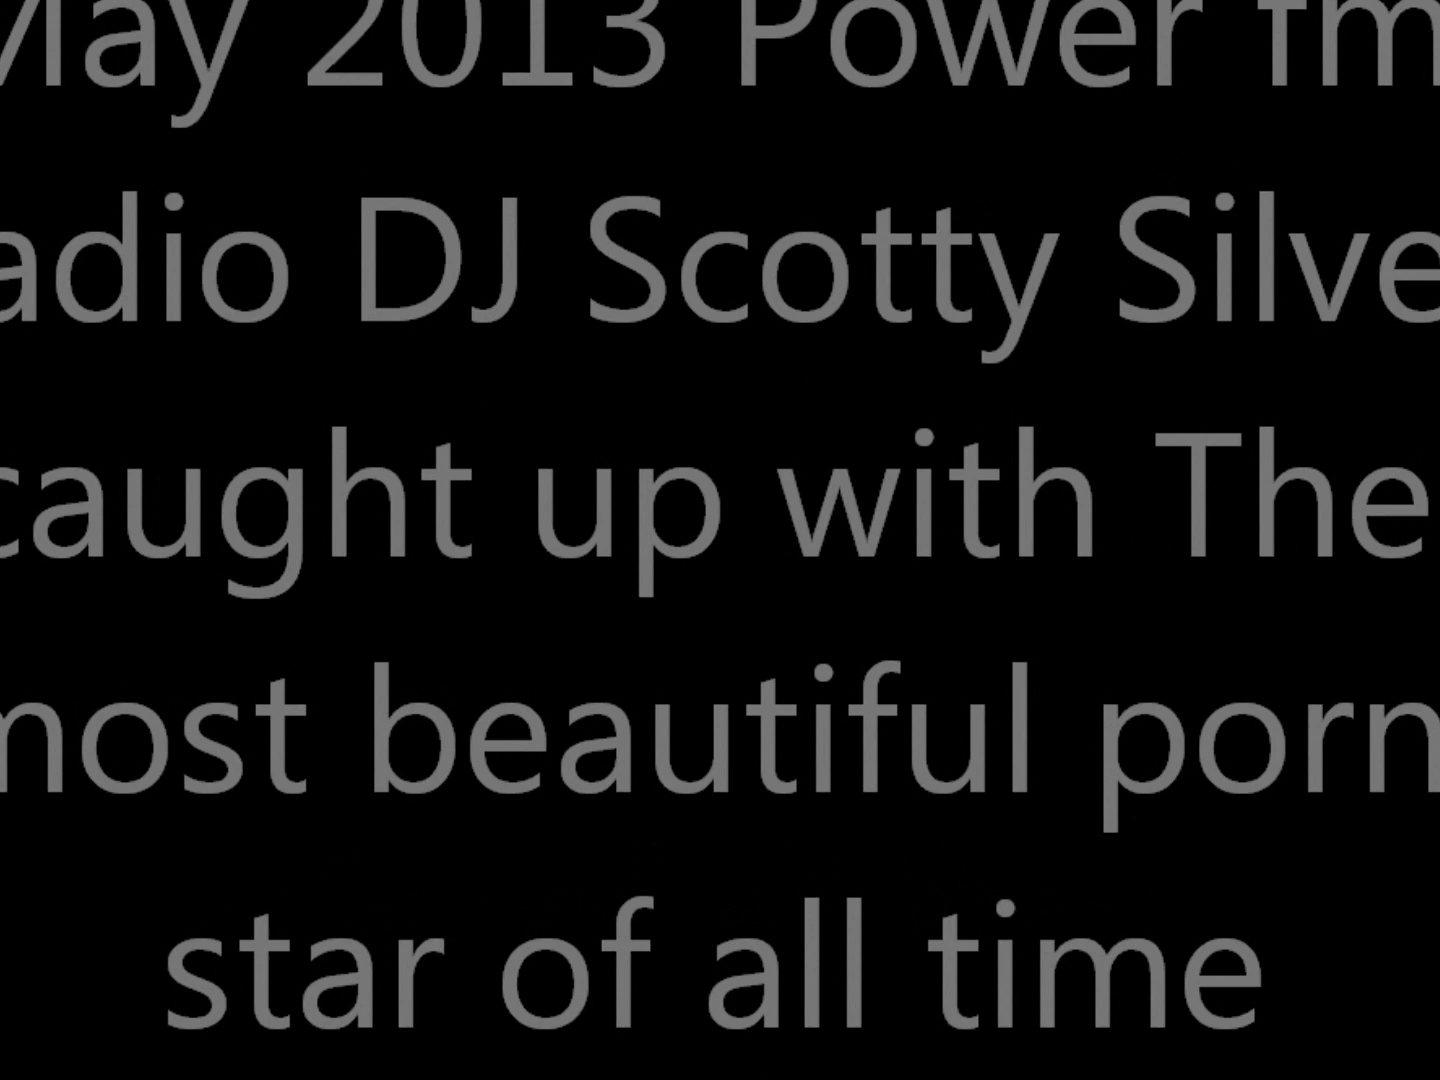 May 2013 Power fm
adio DJ Scotty Silve
caught up with The
most beautiful porn
star of all time